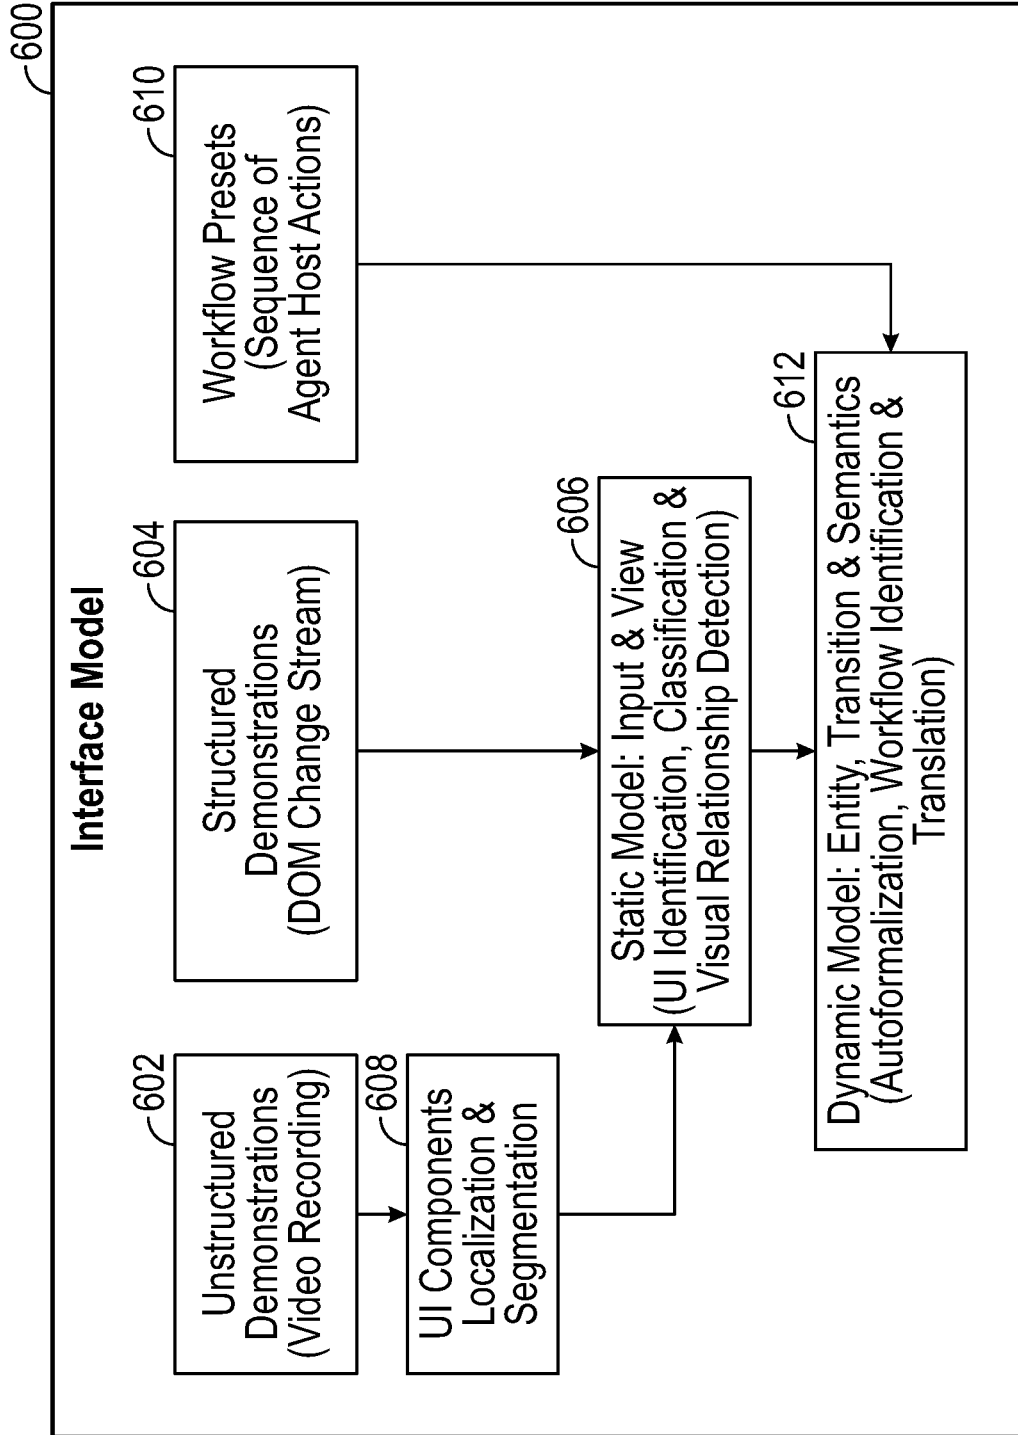 600
Interface Model
602
Unstructured
Demonstrations
(Video Recording)
604
Structured
Demonstrations
(DOM Change Stream)
610
Workflow Presets
(Sequence of
Agent Host Actions)
608
UI Components
Localization &
Segmentation
606
Static Model: Input & View
(UI Identification, Classification &
Visual Relationship Detection)
612
Dynamic Model: Entity, Transition & Semantics
(Autoformalization, Workflow Identification &
Translation)